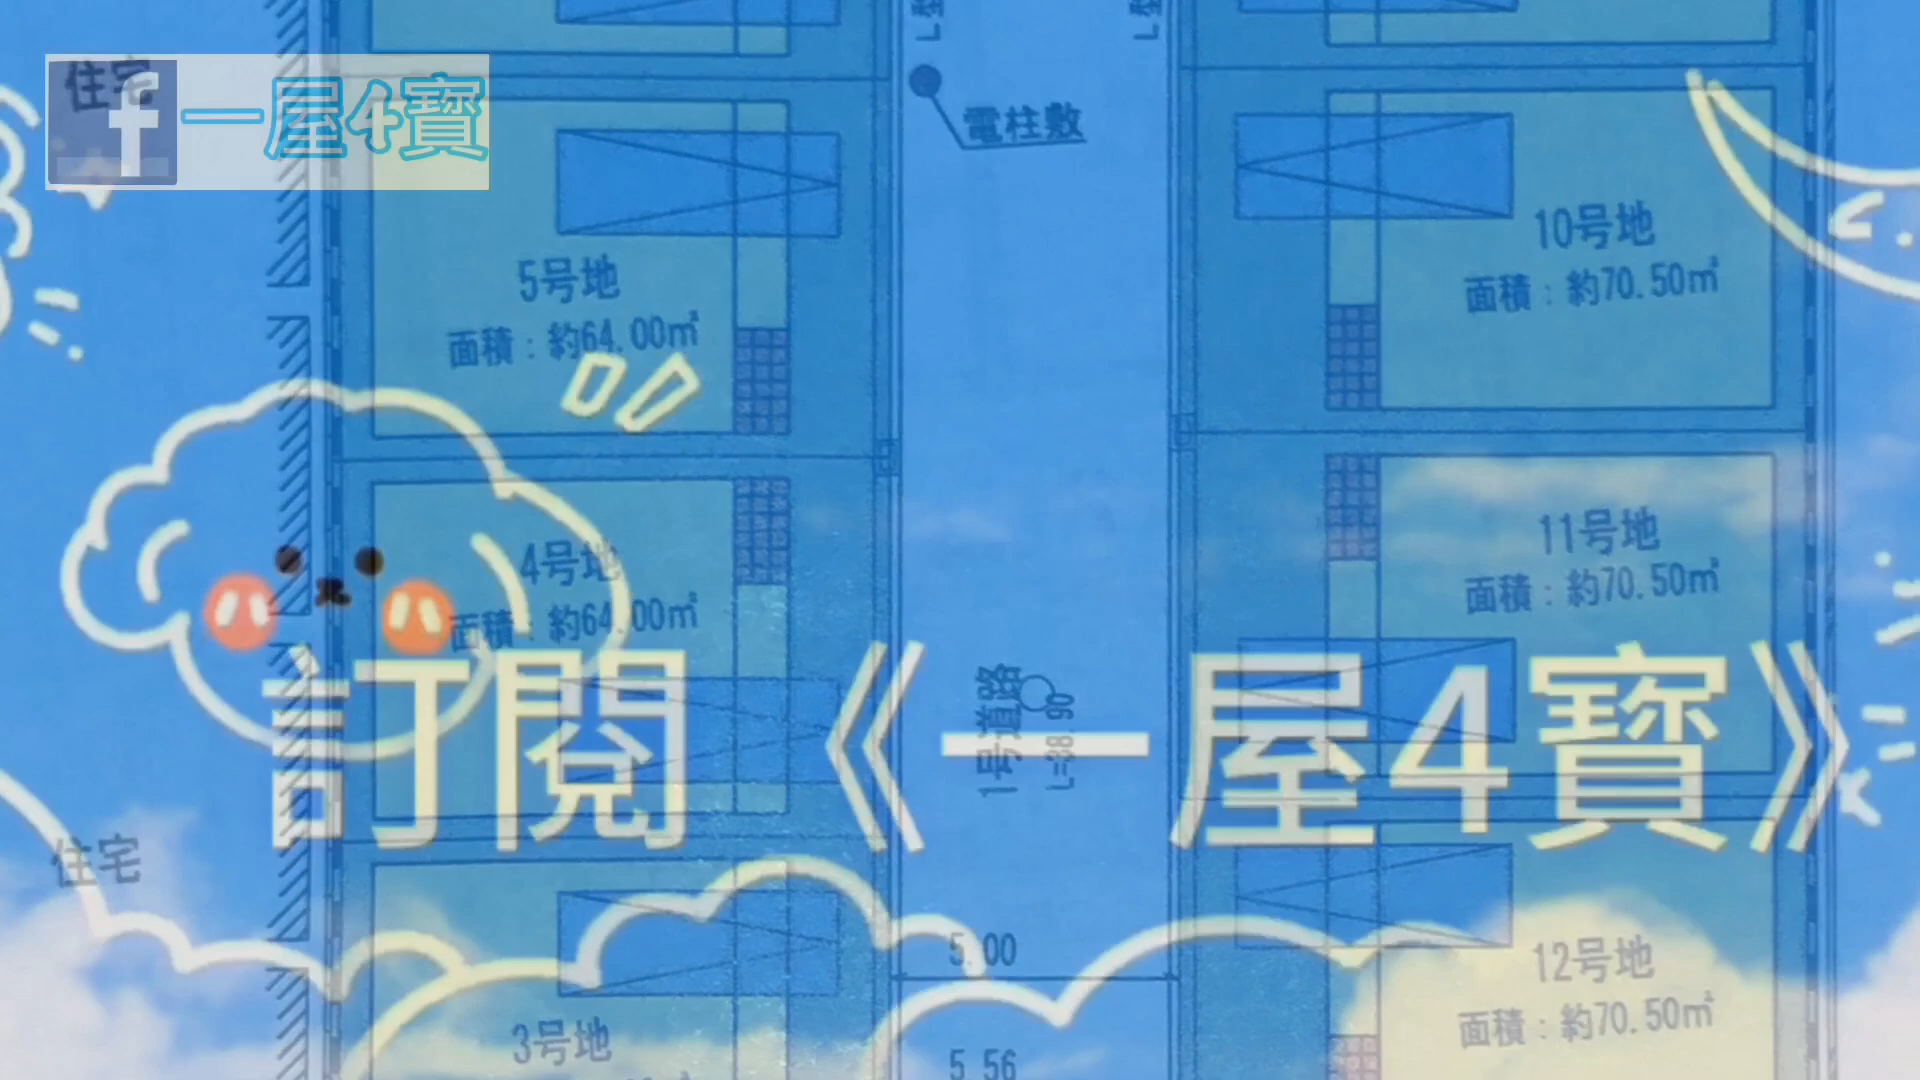 住宅
f 一屋4宝
電柱敷
10号地
面積：約70.50㎡
5号地
面積：約64.00㎡
11号地
面積：約70.50㎡
4号地
面積：約64.00㎡
訂閱《一屋4寶》
1号道路
L=38.90
住宅
5.00
12号地
面積：約70.50㎡
3号地
5.56